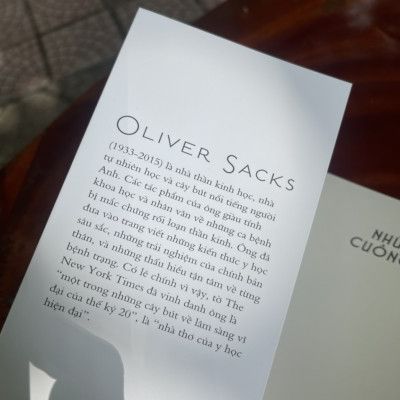 OLIVER SACKS
(1933-2015) là nhà thần kinh học, nhà
tự nhiên học và cây bút nổi tiếng người
Anh. Các tác phẩm của ông giàu tính
khoa học và nhân văn về những ca bệnh
bị mắc chứng rối loạn thần kinh. Ông đã
đưa vào trang viết những kiến thức y học
sâu sắc, những trải nghiệm của chính bản
thân, và những thấu hiểu tận tâm về từng
bệnh trạng. Có lẽ chính vì vậy, tờ The
New York Times đã vinh danh ông là
“một trong những cây bút về lâm sàng vĩ
đại của thế kỷ 20”, là “nhà thơ của y học
hiện đại”.